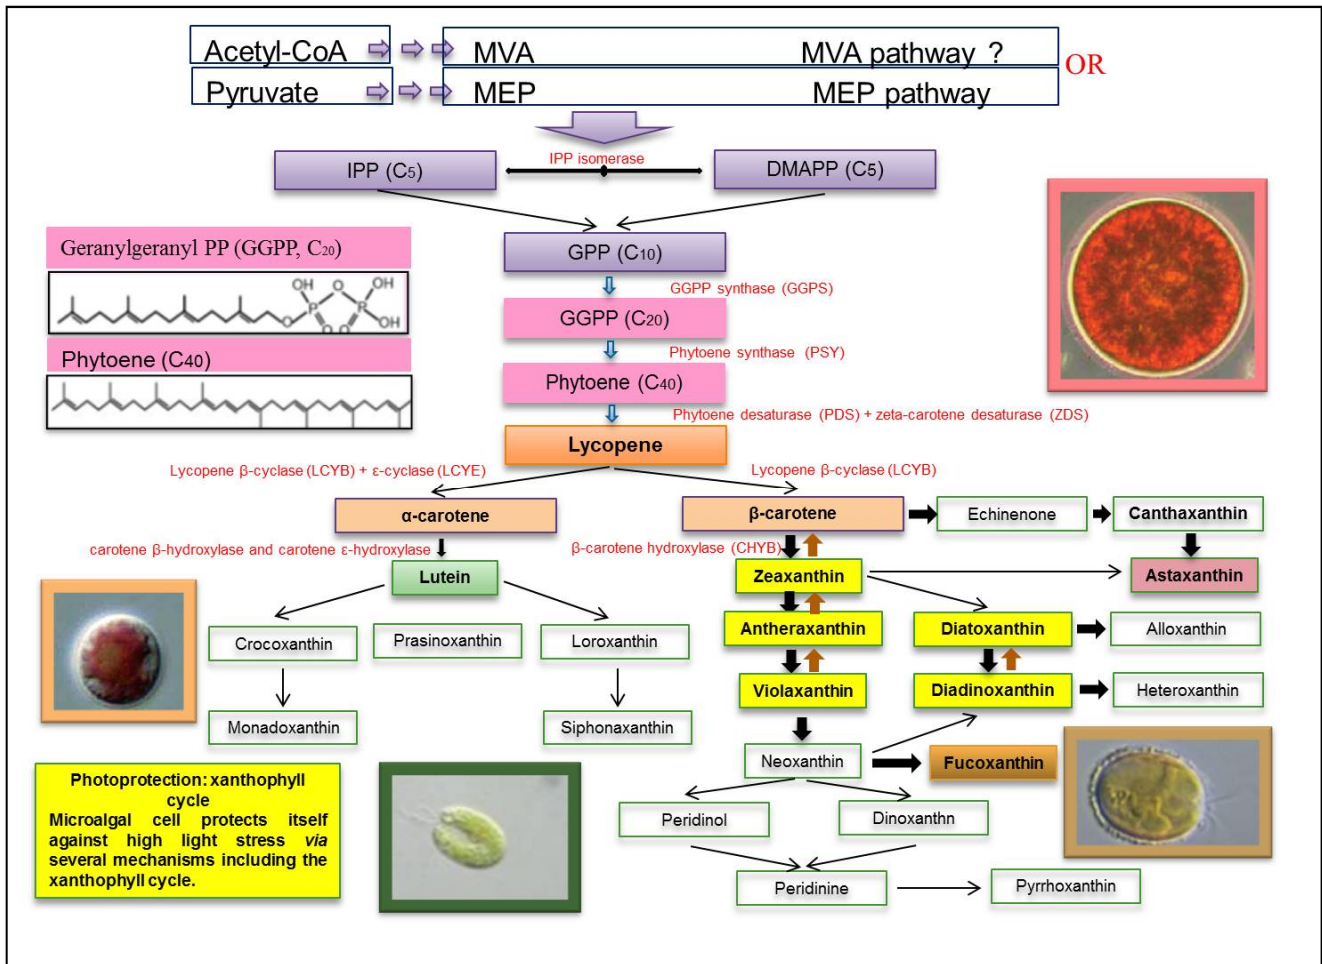 Acetyl-CoA
MVA
MVA pathway ?
OR
Pyruvate
MEP
MEP pathway
IPP isomerase
IPP (C5)
DMAPP (C5)
Geranylgeranyl PP (GGPP, C20)
OH
O
OH
P
P
O
O
O
OH
Phytoene (C40)
GPP (C10)
GGPP synthase (GGPS)
GGPP (C20)
Phytoene synthase (PSY)
Phytoene (C40)
Phytoene desaturase (PDS) + zeta-carotene desaturase (ZDS)
Lycopene
Lycopene β-cyclase (LCYB) + ε-cyclase (LCYE)
Lycopene β-cyclase (LCYB)
α-carotene
β-carotene
Echinenone
Canthaxanthin
carotene β-hydroxylase and carotene ε-hydroxylase
β-carotene hydroxylase (CHYB)
Lutein
Zeaxanthin
Astaxanthin
Crocoxanthin
Prasinoxanthin
Loroxanthin
Antheraxanthin
Diatoxanthin
Alloxanthin
Monadoxanthin
Siphonaxanthin
Violaxanthin
Diadinoxanthin
Heteroxanthin
Neoxanthin
Fucoxanthin
Peridinol
Dinoxanthn
Peridinine
Pyrrhoxanthin
Photoprotection: xanthophyll
cycle
Microalgal cell protects itself
against high light stress via
several mechanisms including the
xanthophyll cycle.